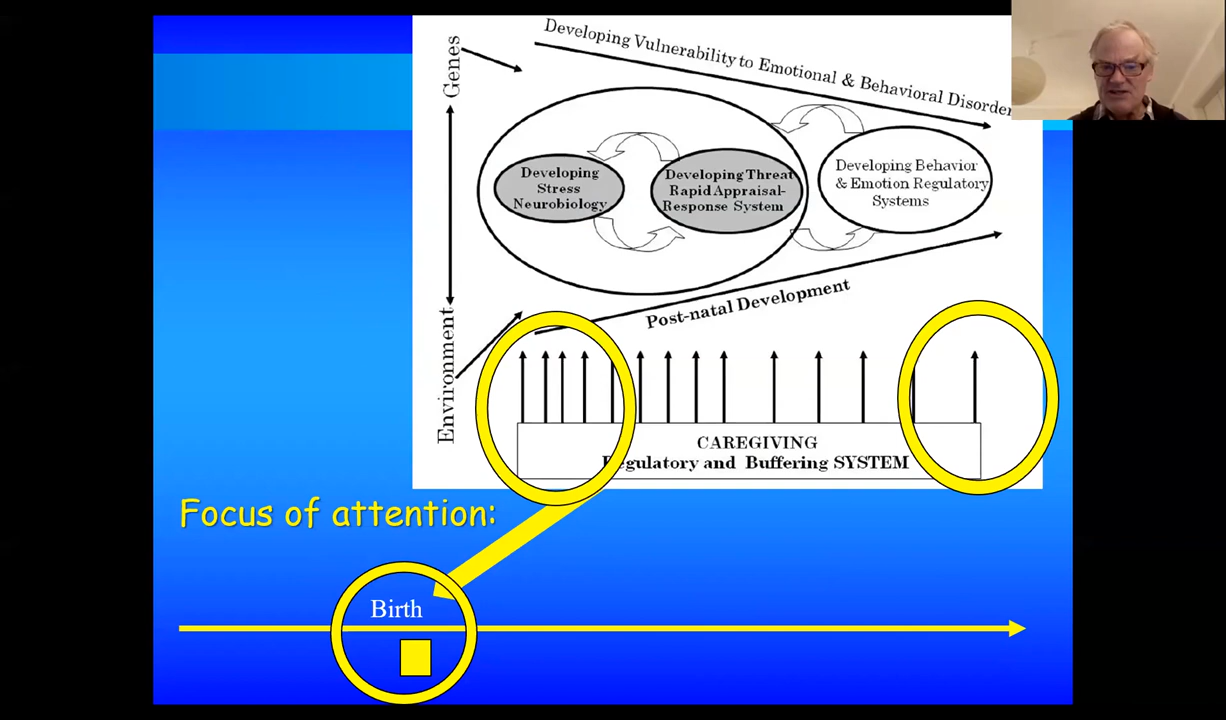 Genes
Developing Vulnerability to Emotional & Behavioral Disorder
Developing
Stress
Neurobiology
Developing Threat
Rapid Appraisal-
Response System
Developing Behavior
& Emotion Regulatory
Systems
Environment
Post-natal Development
CAREGIVING
Regulatory and Buffering SYSTEM
Focus of attention:
Birth